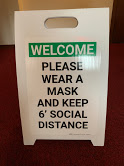 WELCOME
PLEASE
WEAR A
MASK
AND KEEP
6' SOCIAL
DISTANCE